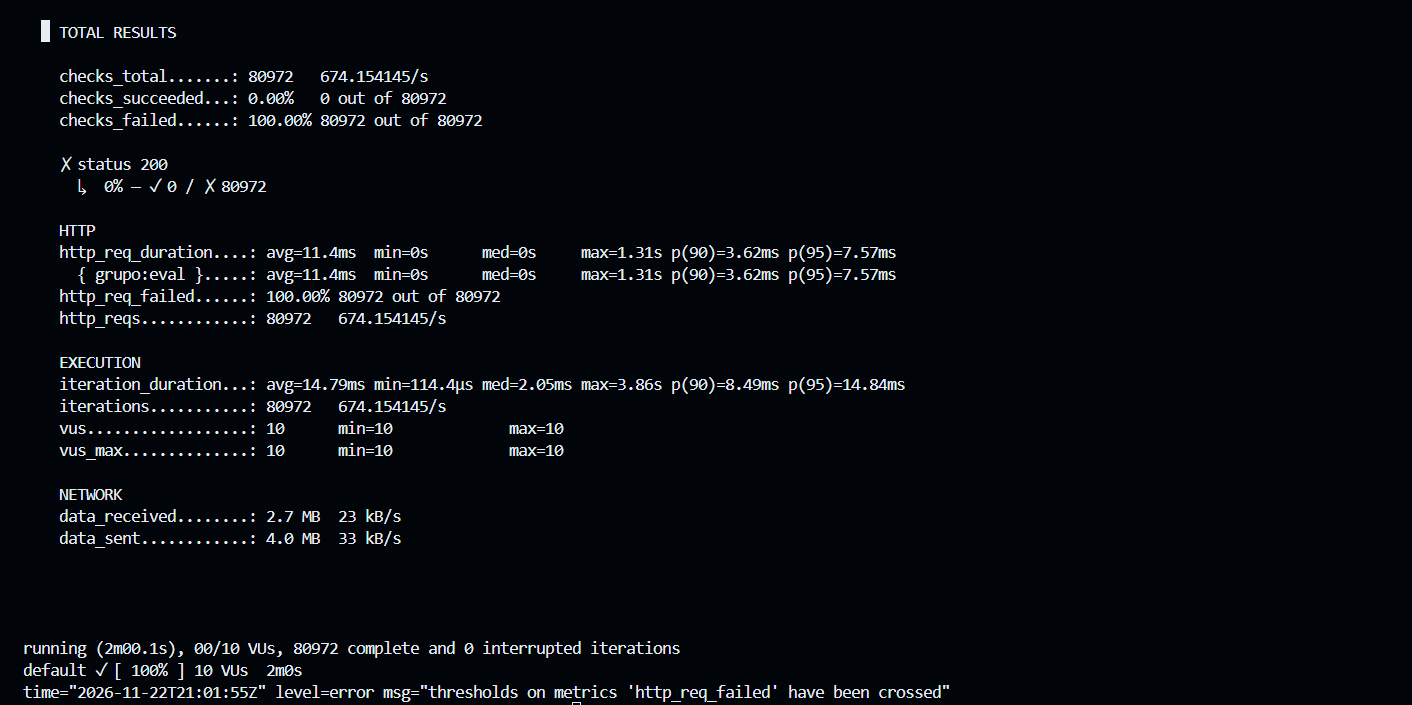 █ TOTAL RESULTS
checks_total.......: 80972   674.154145/s
checks_succeeded...: 0.00%   0 out of 80972
checks_failed......: 100.00% 80972 out of 80972
✗ status 200
↳  0% — ✓ 0 / ✗ 80972
HTTP
http_req_duration....: avg=11.4ms  min=0s      med=0s     max=1.31s p(90)=3.62ms p(95)=7.57ms
{ grupo:eval }.....: avg=11.4ms  min=0s      med=0s     max=1.31s p(90)=3.62ms p(95)=7.57ms
http_req_failed......: 100.00% 80972 out of 80972
http_reqs............: 80972   674.154145/s
EXECUTION
iteration_duration...: avg=14.79ms min=114.4µs med=2.05ms max=3.86s p(90)=8.49ms p(95)=14.84ms
iterations...........: 80972   674.154145/s
vus..................: 10      min=10             max=10
vus_max..............: 10      min=10             max=10
NETWORK
data_received........: 2.7 MB  23 kB/s
data_sent............: 4.0 MB  33 kB/s
running (2m00.1s), 00/10 VUs, 80972 complete and 0 interrupted iterations
default ✓ [ 100% ] 10 VUs  2m0s
time="2026-11-22T21:01:55Z" level=error msg="thresholds on metrics 'http_req_failed' have been crossed"